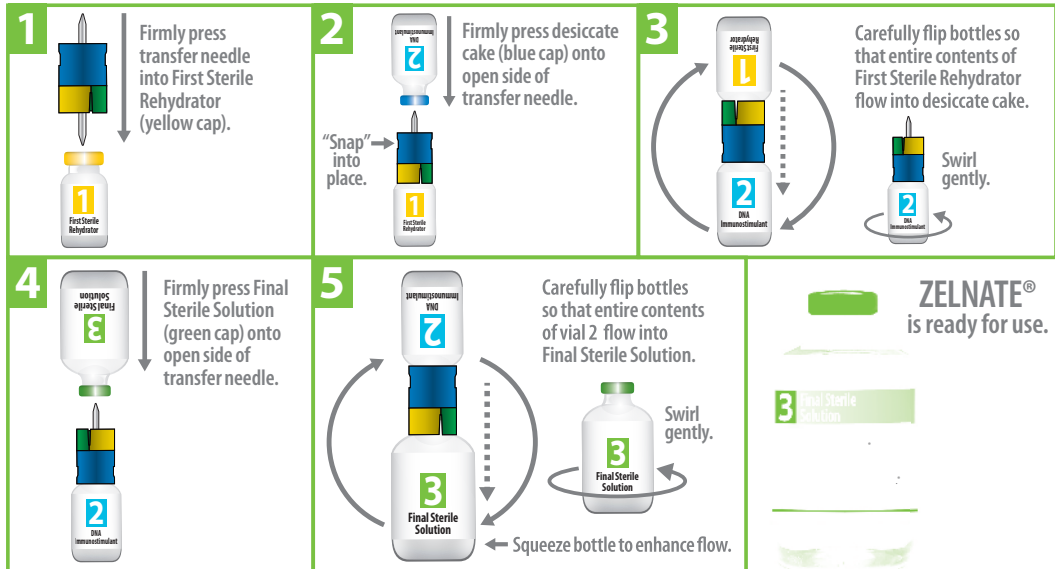 1
Firmly press
transfer needle
into First Sterile
Rehydrator
(yellow cap).
1
First Sterile
Rehydrator
2
Firmly press desiccate
cake (blue cap) onto
open side of
transfer needle.
2
DNA
Immunostimulant
"Snap"
into
place.
1
First Sterile
Rehydrator
3
Carefully flip bottles so
that entire contents of
First Sterile Rehydrator
flow into desiccate cake.
1
First Sterile
Rehydrator
2
DNA
Immunostimulant
Swirl
gently.
2
DNA
Immunostimulant
4
Firmly press Final
Sterile Solution
(green cap) onto
open side of
transfer needle.
3
Final Sterile
Solution
2
DNA
Immunostimulant
5
Carefully flip bottles
so that entire contents
of vial 2 flow into
Final Sterile Solution.
2
DNA
Immunostimulant
3
Final Sterile
Solution
Swirl
gently.
3
Final Sterile
Solution
Squeeze bottle to enhance flow.
ZELNATE®
is ready for use.
3
Final Sterile
Solution